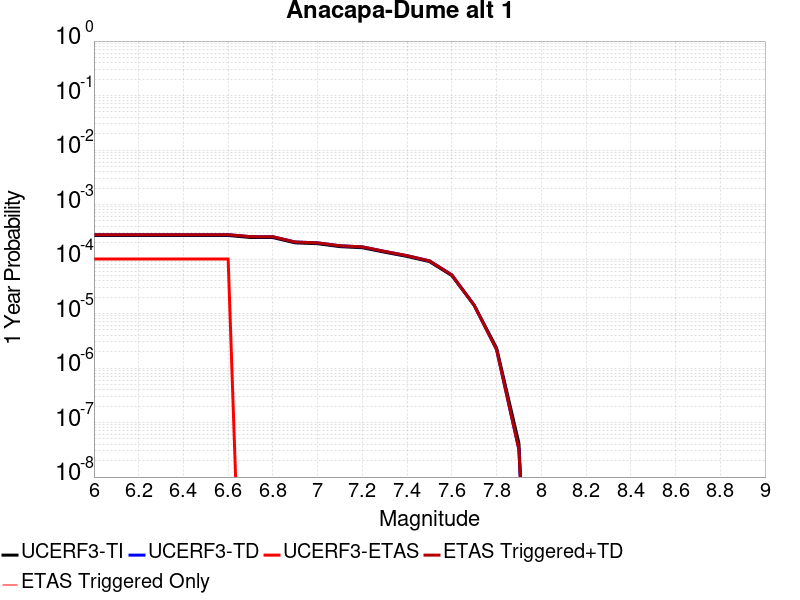 Anacapa-Dume alt 1
10^0
10^-1
10^-2
10^-3
10^-4
10^-5
10^-6
10^-7
10^-8
1 Year Probability
6 6.2 6.4 6.6 6.8 7 7.2 7.4 7.6 7.8 8 8.2 8.4 8.6 8.8 9
Magnitude
UCERF3-TI UCERF3-TD UCERF3-ETAS ETAS Triggered+TD
ETAS Triggered Only